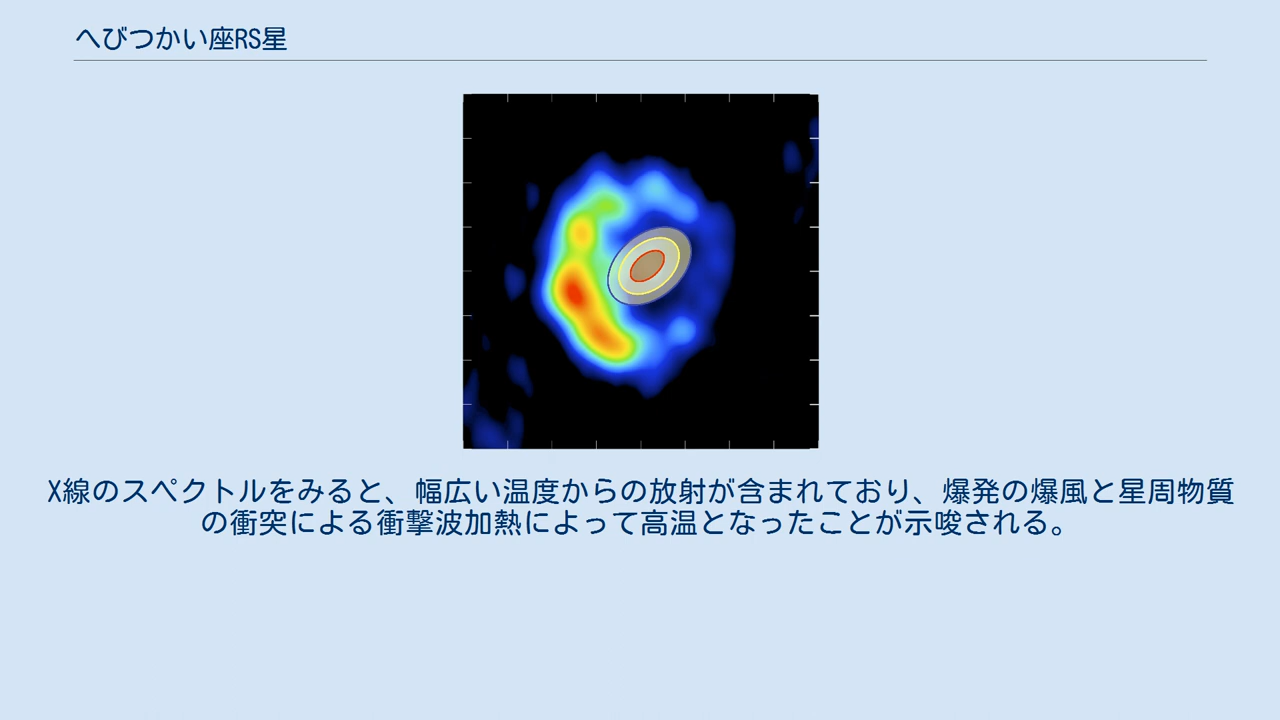 へびつかい座RS星
X線のスペクトルをみると、幅広い温度からの放射が含まれており、爆発の爆風と星周物質
の衝突による衝撃波加熱によって高温となったことが示唆される。